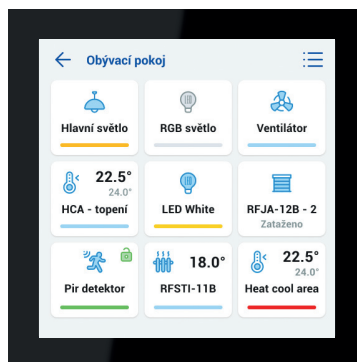 Obývací pokoj
Hlavní světlo
RGB světlo
Ventilátor
22.5°
24.0°
HCA - topení
LED White
RFJA-12B - 2
Zataženo
Pir detektor
18.0°
RFSTI-11B
22.5°
24.0°
Heat cool area